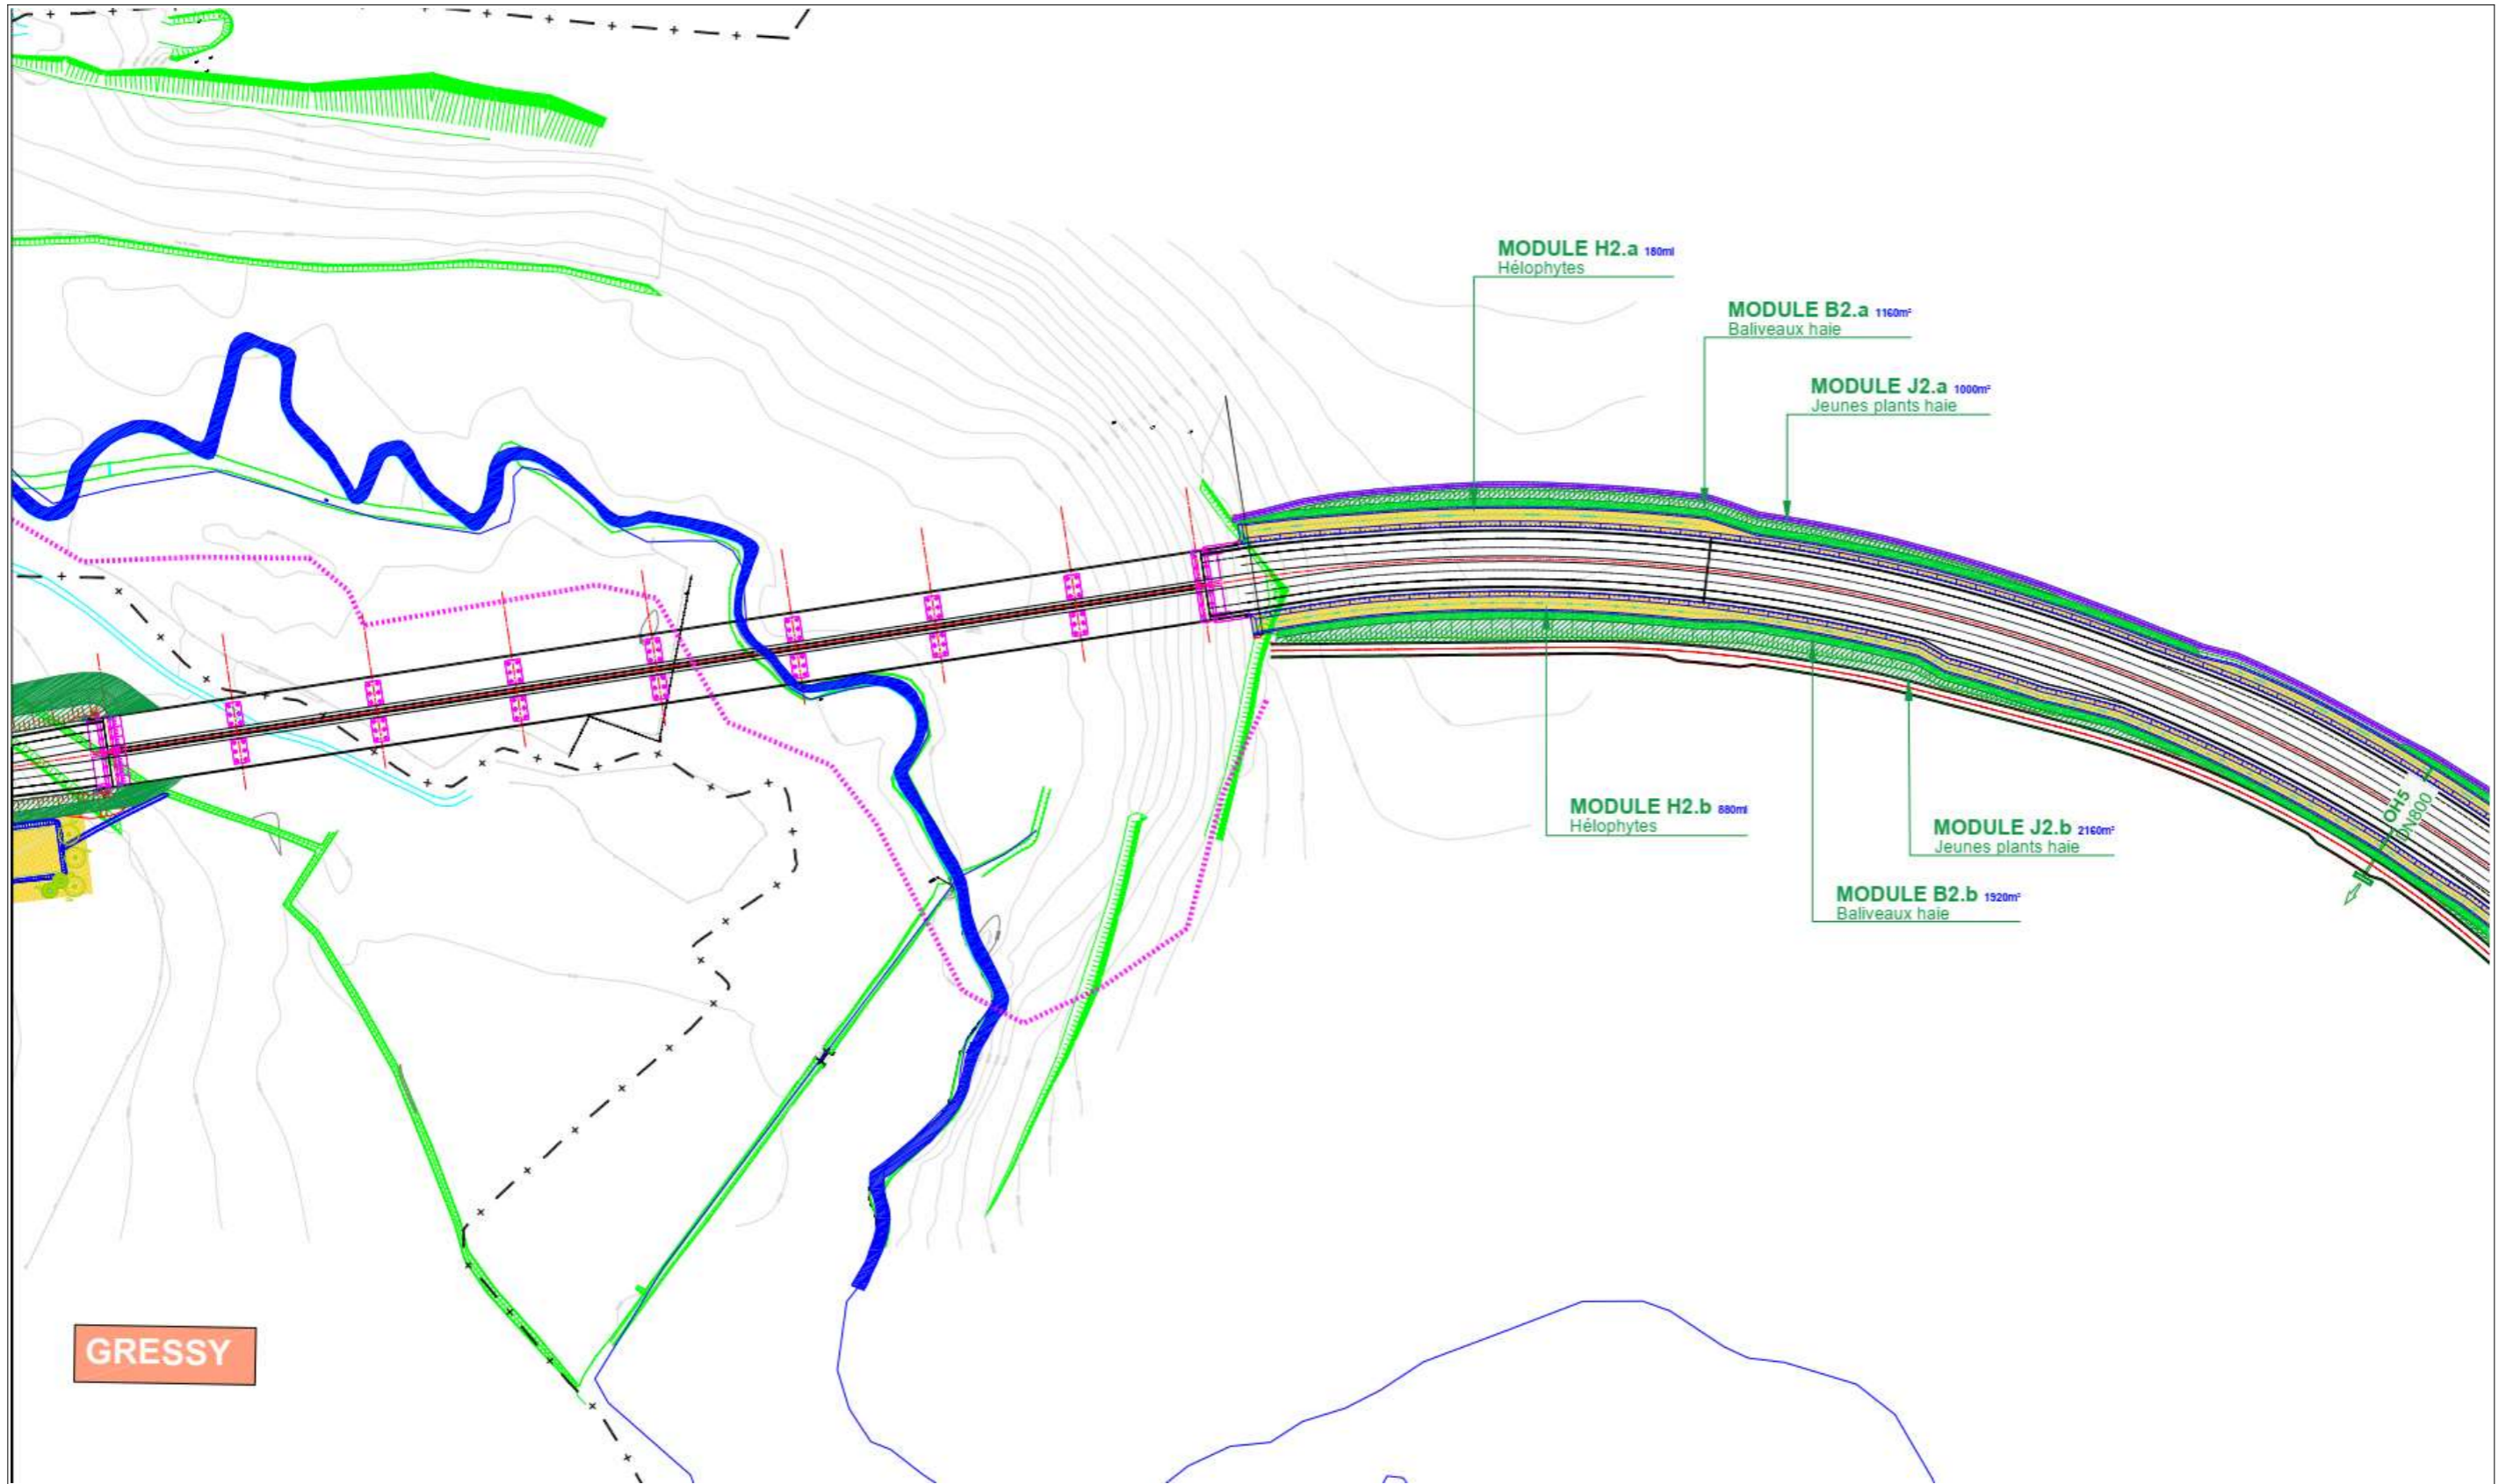 MODULE H2.a 180ml
Hélophytes
MODULE B2.a 1160m²
Baliveaux haie
MODULE J2.a 1000m²
Jeunes plants haie
MODULE H2.b 880ml
Hélophytes
OH5
DN800
MODULE J2.b 2160m²
Jeunes plants haie
MODULE B2.b 1920m²
Baliveaux haie
GRESSY